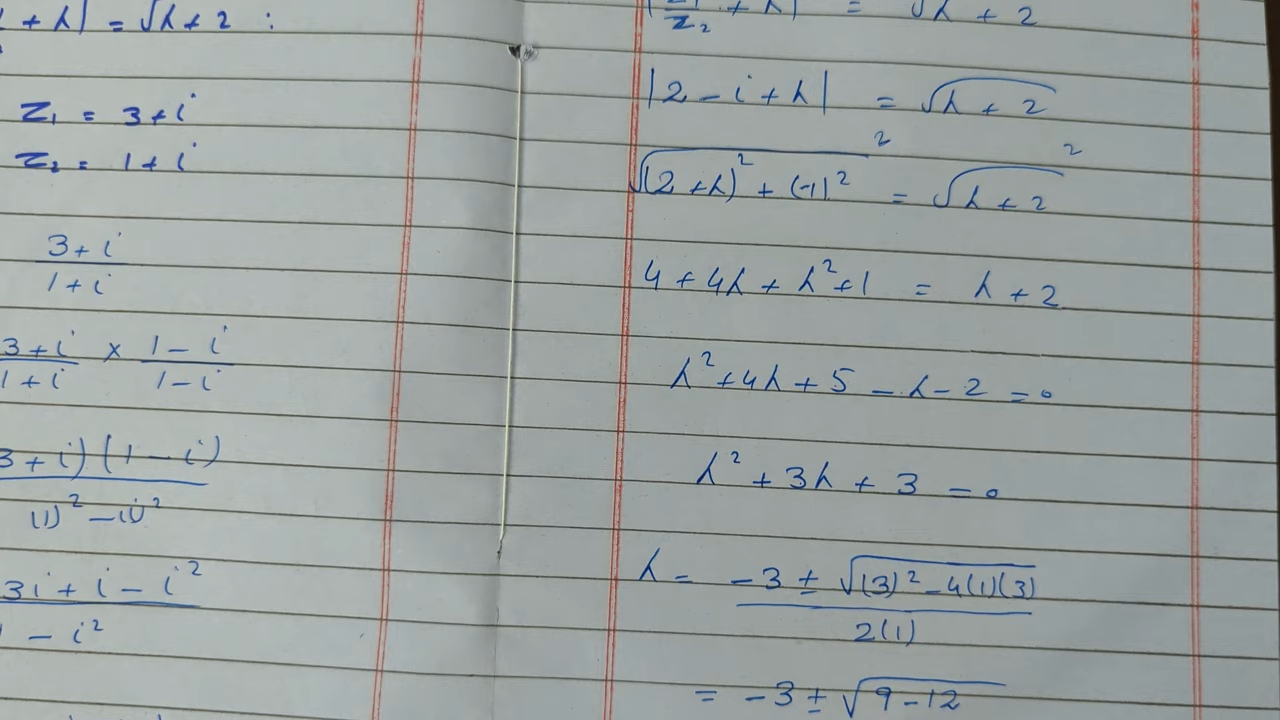 + λ| = √λ+2 :
Z₁ = 3+i
Z₂ = 1+i
3+i
1+i
3+i × 1-i
1+i 1-i
3+i)(1-i)
(1)² -(i)²
3i + i - i²
- i²
Z₂ + λ| = √λ+2
|2-i+λ| = √λ+2
√(2+λ)² + (-1)² ² = √λ+2 ²
4 + 4λ + λ²+1 = λ+2
λ²+4λ+5 -λ-2 =0
λ² + 3λ + 3 =0
λ = -3 ± √(3)² -4(1)(3)
2(1)
= -3 ± √9-12